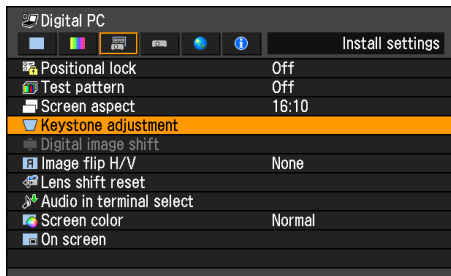 Digital PC
Install settings
Positional lock Off
Test pattern Off
Screen aspect 16:10
Keystone adjustment
Digital image shift
Image flip H/V None
Lens shift reset
Audio in terminal select
Screen color Normal
On screen